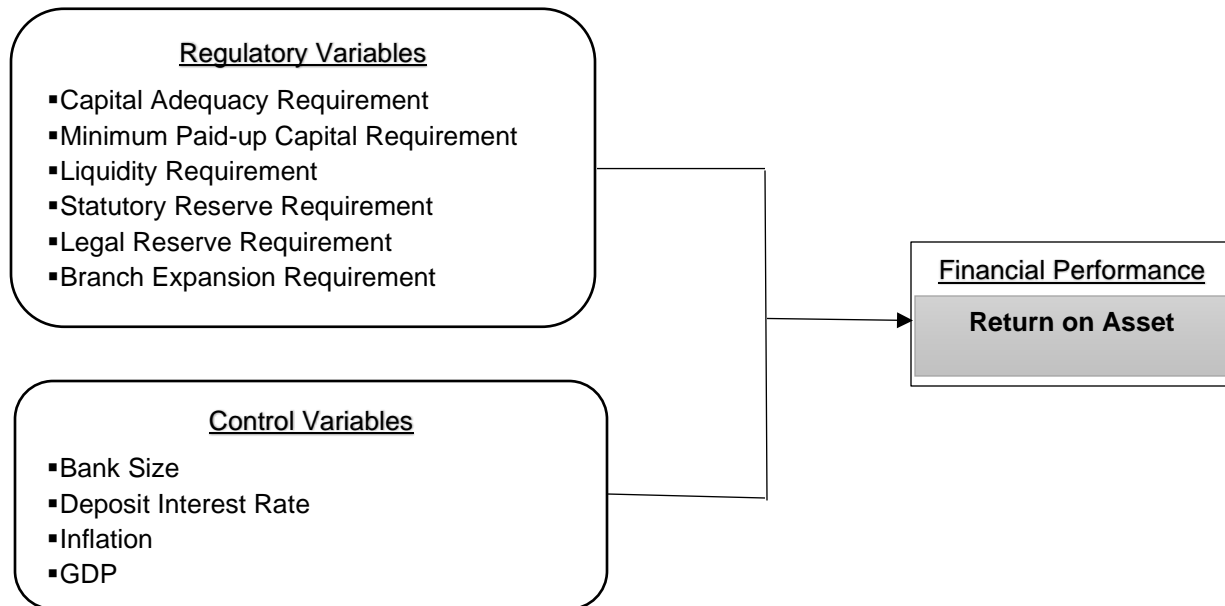 Regulatory Variables
▪Capital Adequacy Requirement
▪Minimum Paid-up Capital Requirement
▪Liquidity Requirement
▪Statutory Reserve Requirement
▪Legal Reserve Requirement
▪Branch Expansion Requirement
Financial Performance
Return on Asset
Control Variables
▪Bank Size
▪Deposit Interest Rate
▪Inflation
▪GDP